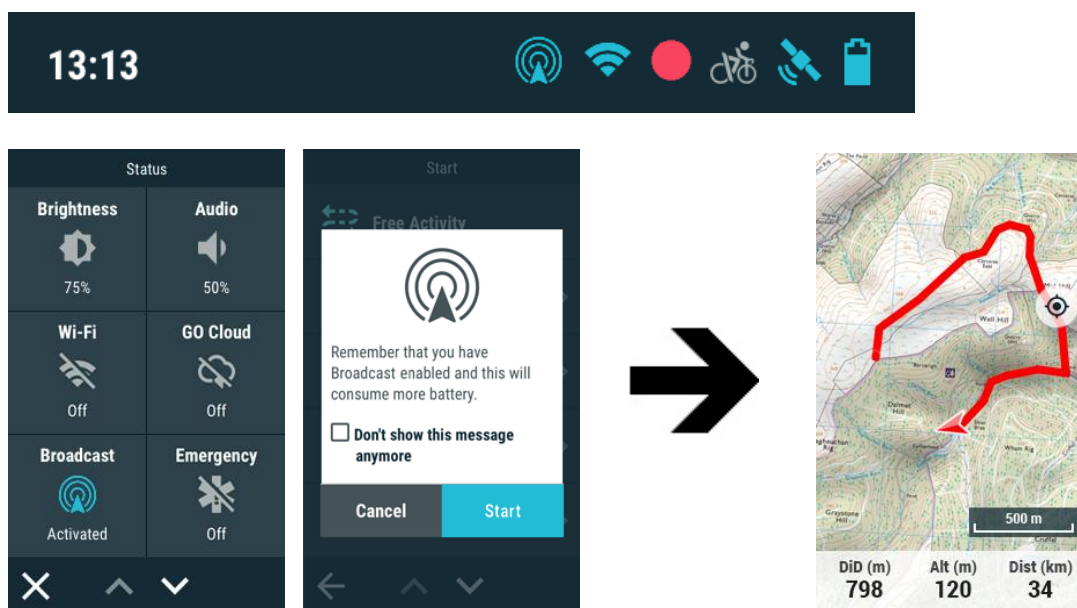 13:13
Status
Brightness Audio
75% 50%
Wi-Fi GO Cloud
Off Off
Broadcast Emergency
Activated Off
Start
Free Activity
Remember that you have
Broadcast enabled and this will
consume more battery.
Don't show this message
anymore
Cancel Start
Wall Hill
Graystone
Hill
500 m
DiD (m) Alt (m) Dist (km)
798 120 34